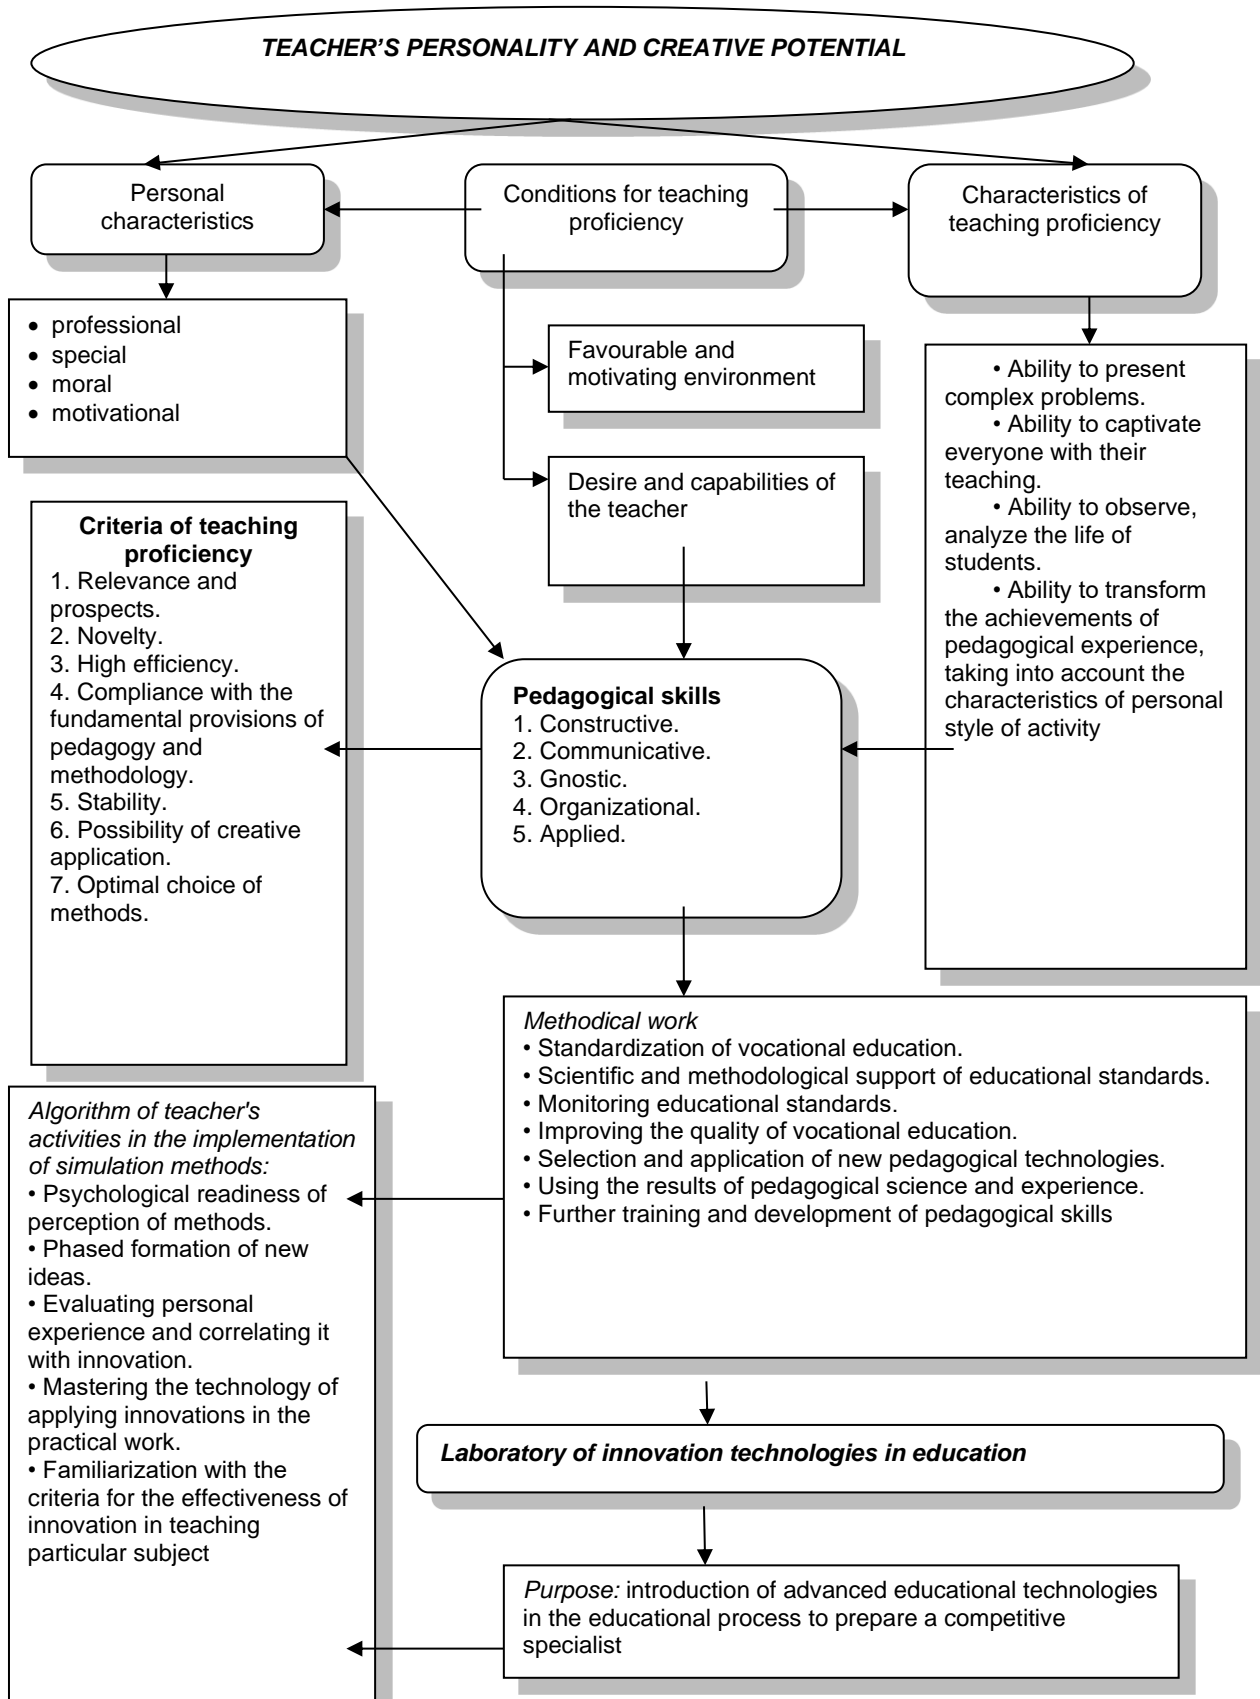 TEACHER'S PERSONALITY AND CREATIVE POTENTIAL
Personal
characteristics
Conditions for teaching
proficiency
Characteristics of
teaching proficiency
• professional
• special
• moral
• motivational
Favourable and
motivating environment
Desire and capabilities of
the teacher
• Ability to present
complex problems.
• Ability to captivate
everyone with their
teaching.
• Ability to observe,
analyze the life of
students.
• Ability to transform
the achievements of
pedagogical experience,
taking into account the
characteristics of personal
style of activity
Criteria of teaching
proficiency
1. Relevance and
prospects.
2. Novelty.
3. High efficiency.
4. Compliance with the
fundamental provisions of
pedagogy and
methodology.
5. Stability.
6. Possibility of creative
application.
7. Optimal choice of
methods.
Pedagogical skills
1. Constructive.
2. Communicative.
3. Gnostic.
4. Organizational.
5. Applied.
Methodical work
• Standardization of vocational education.
• Scientific and methodological support of educational standards.
• Monitoring educational standards.
• Improving the quality of vocational education.
• Selection and application of new pedagogical technologies.
• Using the results of pedagogical science and experience.
• Further training and development of pedagogical skills
Algorithm of teacher's
activities in the implementation
of simulation methods:
• Psychological readiness of
perception of methods.
• Phased formation of new
ideas.
• Evaluating personal
experience and correlating it
with innovation.
• Mastering the technology of
applying innovations in the
practical work.
• Familiarization with the
criteria for the effectiveness of
innovation in teaching
particular subject
Laboratory of innovation technologies in education
Purpose: introduction of advanced educational technologies
in the educational process to prepare a competitive
specialist